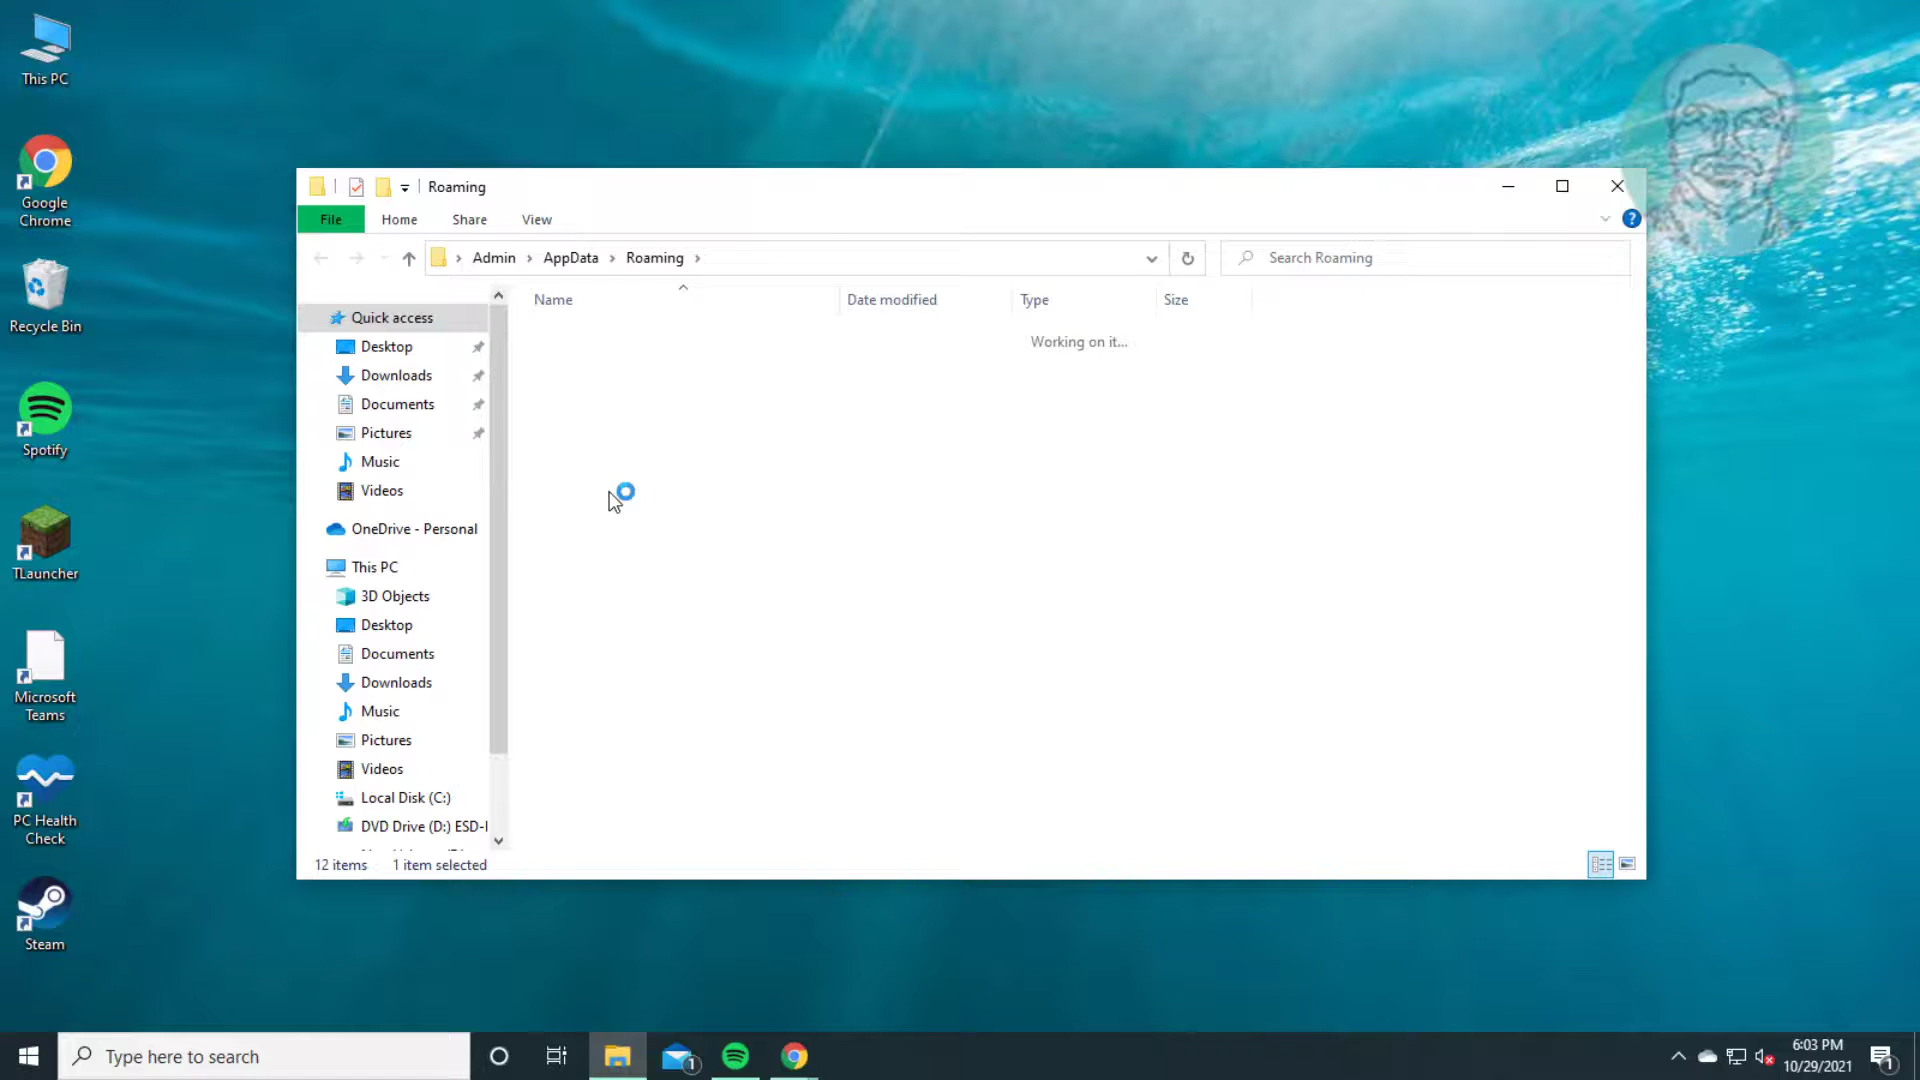 This PC
Google
Chrome
Recycle Bin
Spotify
TLauncher
Microsoft
Teams
PC Health
Check
Steam
Roaming
File
Home
Share
View
Admin
AppData
Roaming
Search Roaming
Name
Date modified
Type
Size
Working on it...
Quick access
Desktop
Downloads
Documents
Pictures
Music
Videos
OneDrive - Personal
This PC
3D Objects
Desktop
Documents
Downloads
Music
Pictures
Videos
Local Disk (C:)
DVD Drive (D:) ESD-I
12 items
1 item selected
Type here to search
1
6:03 PM
10/29/2021
1